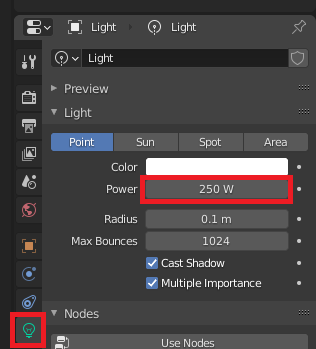 Light › Light
Light
Preview
Light
Point Sun Spot Area
Color
Power 250 W
Radius 0.1 m
Max Bounces 1024
Cast Shadow
Multiple Importance
Nodes
Use Nodes